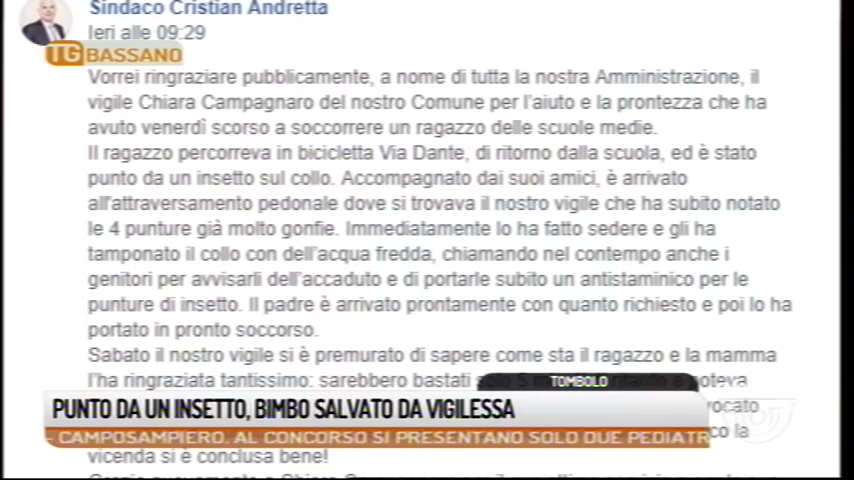 Sindaco Cristian Andretta
Ieri alle 09:29
TG BASSANO
Vorrei ringraziare pubblicamente, a nome di tutta la nostra Amministrazione, il
vigile Chiara Campagnaro del nostro Comune per l'aiuto e la prontezza che ha
avuto venerdì scorso a soccorrere un ragazzo delle scuole medie.
Il ragazzo percorreva in bicicletta Via Dante, di ritorno dalla scuola, ed è stato
punto da un insetto sul collo. Accompagnato dai suoi amici, è arrivato
all'attraversamento pedonale dove si trovava il nostro vigile che ha subito notato
le 4 punture già molto gonfie. Immediatamente lo ha fatto sedere e gli ha
tamponato il collo con dell'acqua fredda, chiamando nel contempo anche i
genitori per avvisarli dell'accaduto e di portarle subito un antistaminico per le
punture di insetto. Il padre è arrivato prontamente con quanto richiesto e poi lo ha
portato in pronto soccorso.
Sabato il nostro vigile si è premurato di sapere come sta il ragazzo e la mamma
l'ha ringraziata tantissimo: sarebbero bastati
TOMBOLO
PUNTO DA UN INSETTO, BIMBO SALVATO DA VIGILESSA
- CAMPOSAMPIERO. AL CONCORSO SI PRESENTANO SOLO DUE PEDIATR
la
vicenda si è conclusa bene!